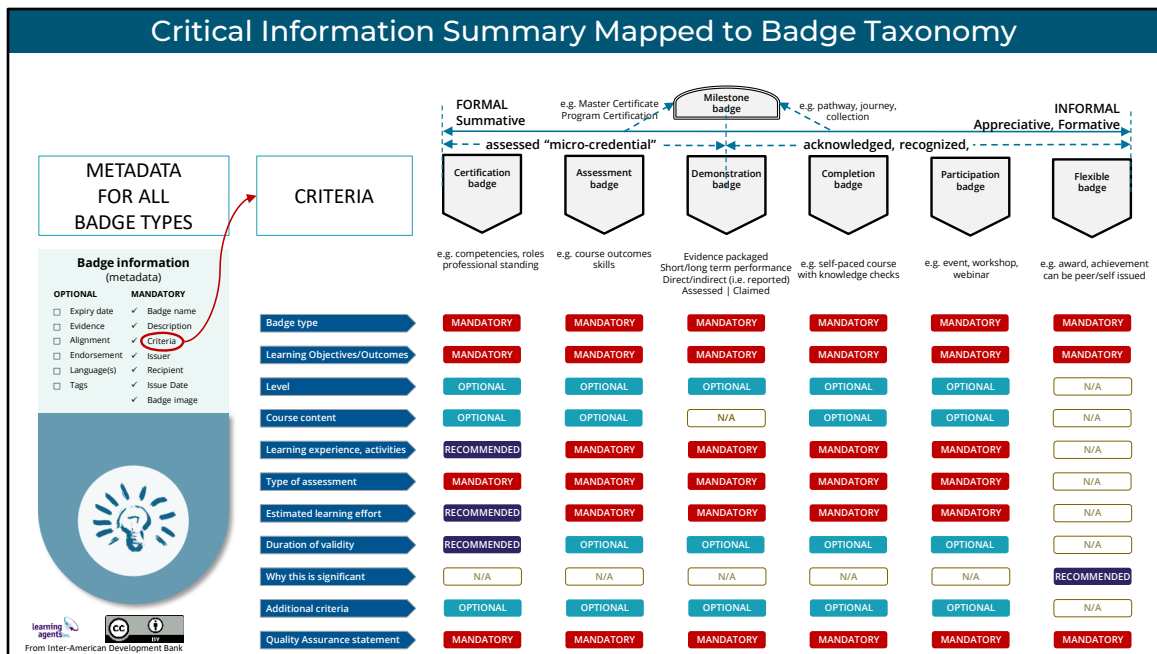 Critical Information Summary Mapped to Badge Taxonomy
FORMAL
Summative
e.g. Master Certificate
Program Certification
Milestone
badge
e.g. pathway, journey,
collection
INFORMAL
Appreciative, Formative
assessed “micro-credential”
acknowledged, recognized,
METADATA
FOR ALL
BADGE TYPES
CRITERIA
Certification
badge
Assessment
badge
Demonstration
badge
Completion
badge
Participation
badge
Flexible
badge
e.g. competencies, roles
professional standing
e.g. course outcomes
skills
Evidence packaged
Short/long term performance
Direct/indirect (i.e. reported)
Assessed | Claimed
e.g. self-paced course
with knowledge checks
e.g. event, workshop,
webinar
e.g. award, achievement
can be peer/self issued
Badge information
(metadata)
OPTIONAL
Expiry date
Evidence
Alignment
Endorsement
Language(s)
Tags
MANDATORY
✓ Badge name
✓ Description
✓ Criteria
✓ Issuer
✓ Recipient
✓ Issue Date
✓ Badge image
Badge type MANDATORY MANDATORY MANDATORY MANDATORY MANDATORY MANDATORY
Learning Objectives/Outcomes MANDATORY MANDATORY MANDATORY MANDATORY MANDATORY MANDATORY
Level OPTIONAL OPTIONAL OPTIONAL OPTIONAL OPTIONAL N/A
Course content OPTIONAL OPTIONAL N/A OPTIONAL OPTIONAL N/A
Learning experience, activities RECOMMENDED MANDATORY MANDATORY MANDATORY MANDATORY N/A
Type of assessment MANDATORY MANDATORY MANDATORY MANDATORY MANDATORY N/A
Estimated learning effort RECOMMENDED MANDATORY MANDATORY MANDATORY MANDATORY N/A
Duration of validity RECOMMENDED OPTIONAL OPTIONAL OPTIONAL OPTIONAL N/A
Why this is significant N/A N/A N/A N/A N/A RECOMMENDED
Additional criteria OPTIONAL OPTIONAL OPTIONAL OPTIONAL OPTIONAL N/A
Quality Assurance statement MANDATORY MANDATORY MANDATORY MANDATORY MANDATORY MANDATORY
learning
agents inc.
cc
BY
From Inter-American Development Bank